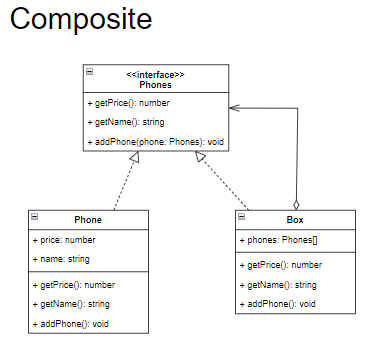 Composite
<<interface>>
Phones
+ getPrice(): number
+ getName(): string
+ addPhone(phone: Phones): void
Phone
+ price: number
+ name: string
+ getPrice(): number
+ getName(): string
+ addPhone(): void
Box
+ phones: Phones[]
+ getPrice(): number
+ getName(): string
+ addPhone(): void